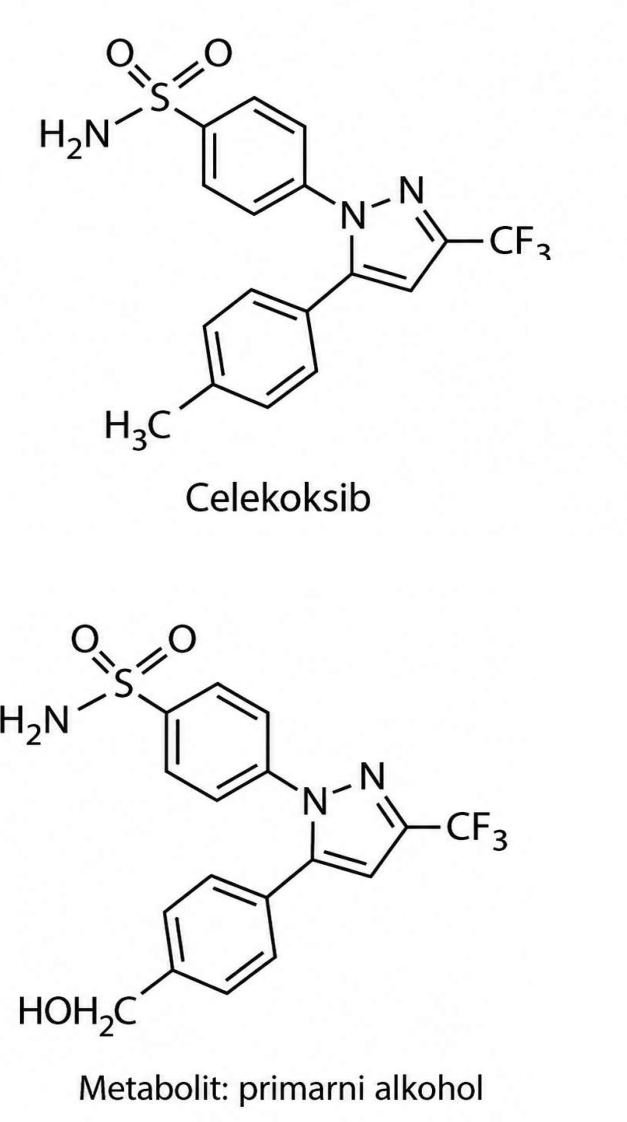 O O
S
H₂N
N
N
CF₃
H₃C
Celekoksib
O O
S
H₂N
N
N
CF₃
HOH₂C
Metabolit: primarni alkohol